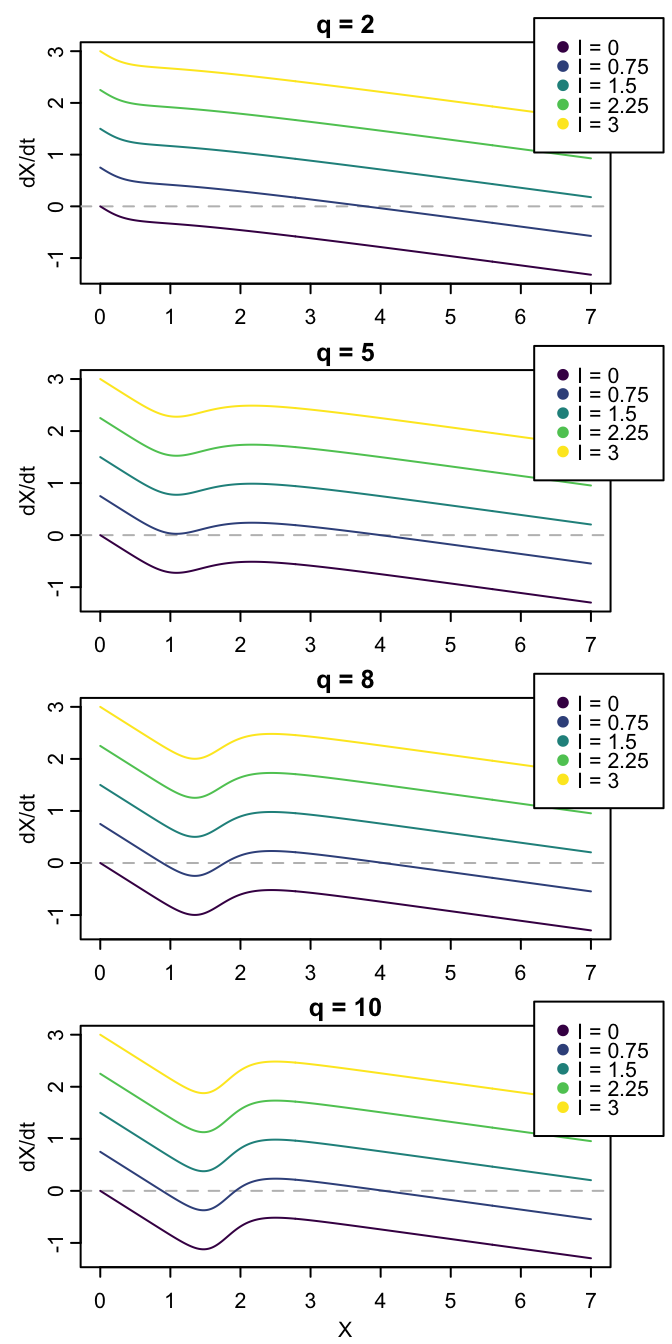 q = 2
dX/dt
3
2
1
0
-1
0 1 2 3 4 5 6 7
I = 0
I = 0.75
I = 1.5
I = 2.25
I = 3
q = 5
dX/dt
3
2
1
0
-1
0 1 2 3 4 5 6 7
I = 0
I = 0.75
I = 1.5
I = 2.25
I = 3
q = 8
dX/dt
3
2
1
0
-1
0 1 2 3 4 5 6 7
I = 0
I = 0.75
I = 1.5
I = 2.25
I = 3
q = 10
dX/dt
3
2
1
0
-1
0 1 2 3 4 5 6 7
I = 0
I = 0.75
I = 1.5
I = 2.25
I = 3
X